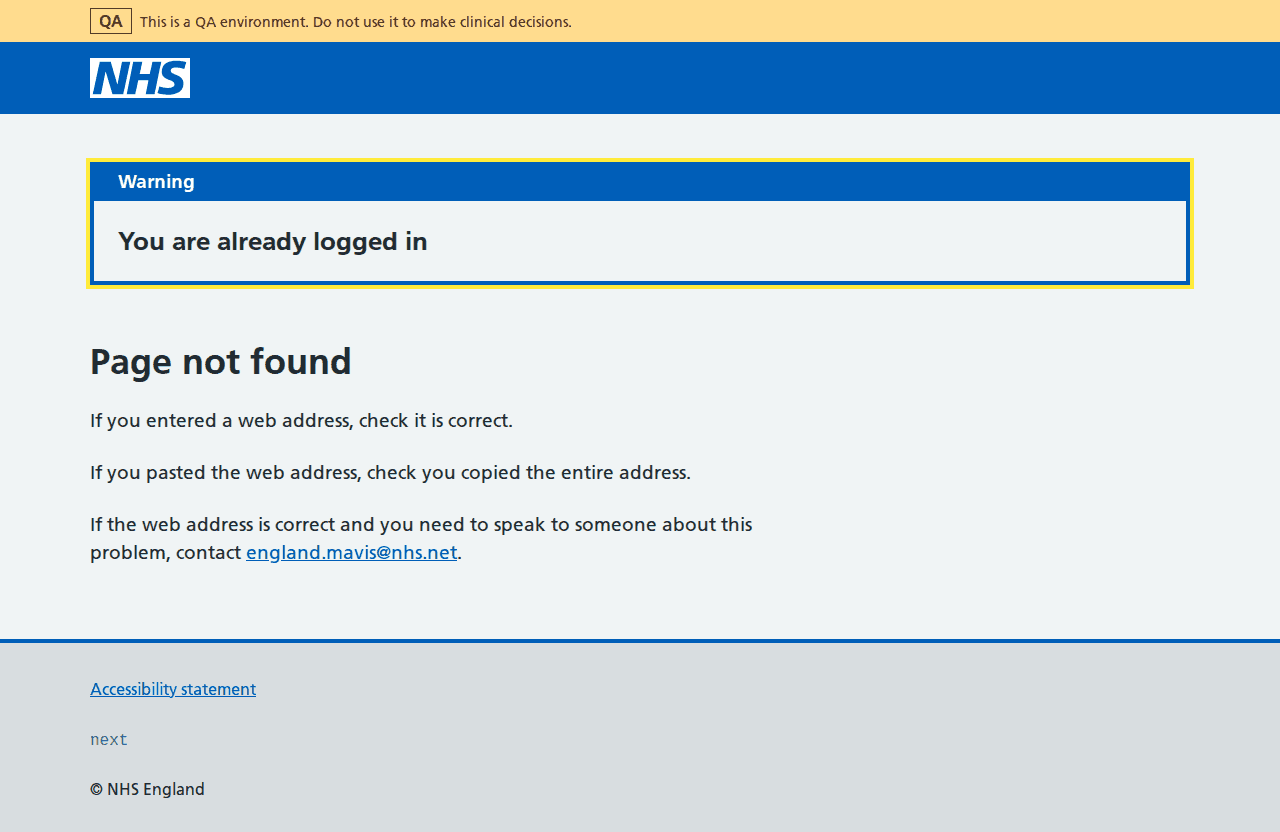 QA This is a QA environment. Do not use it to make clinical decisions.
NHS
Warning
You are already logged in
Page not found
If you entered a web address, check it is correct.
If you pasted the web address, check you copied the entire address.
If the web address is correct and you need to speak to someone about this
problem, contact england.mavis@nhs.net.
Accessibility statement
next
© NHS England